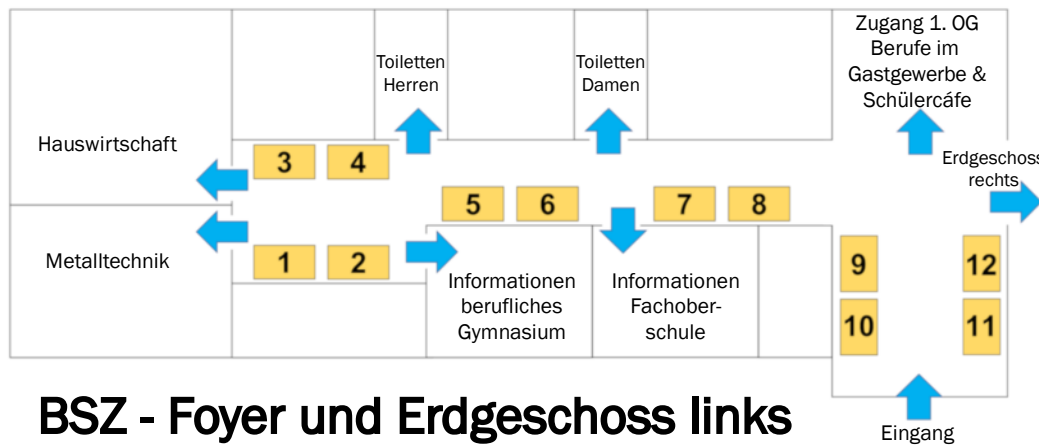 Zugang 1. OG
Berufe im
Gastgewerbe &
Schülercáfe
Toiletten
Herren
Toiletten
Damen
Hauswirtschaft
Erdgeschoss
rechts
3
4
5
6
7
8
Metalltechnik
1
2
Informationen
berufliches
Gymnasium
Informationen
Fachober-
schule
9
12
10
11
BSZ - Foyer und Erdgeschoss links
Eingang